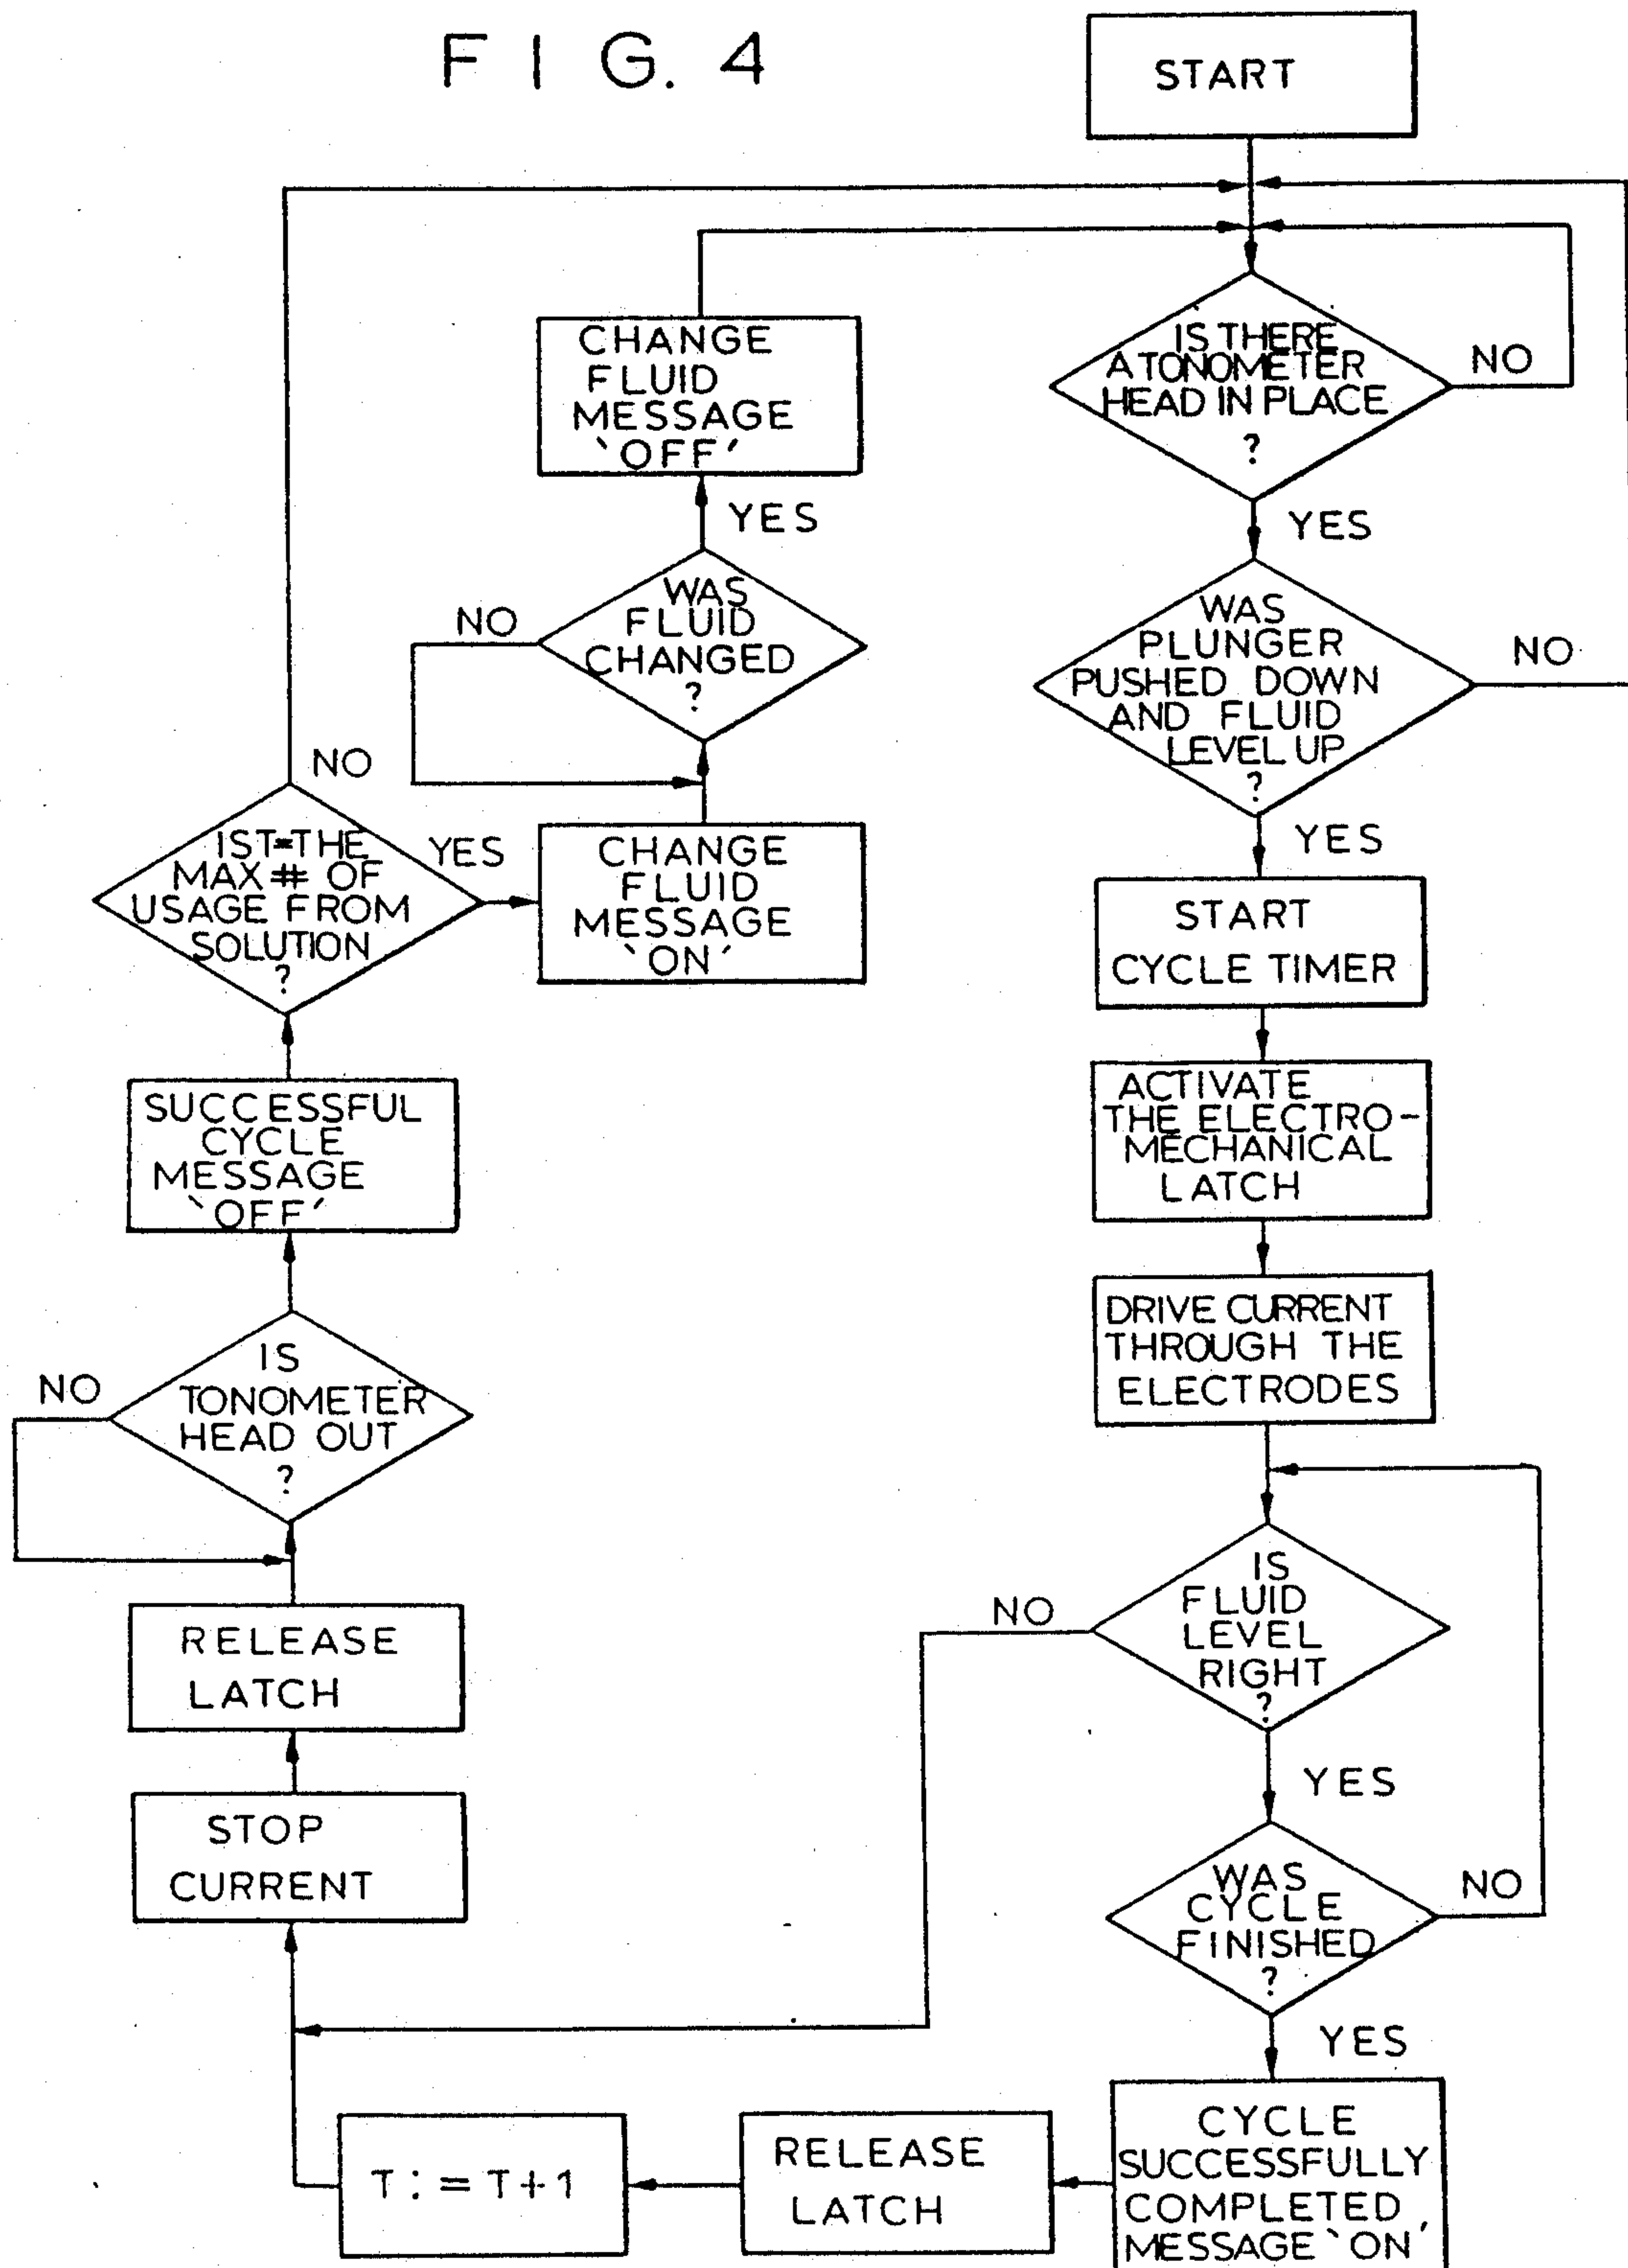 FIG. 4
START
IS THERE
A TONOMETER
HEAD IN PLACE
?
NO
YES
WAS
PLUNGER
PUSHED DOWN
AND FLUID
LEVEL UP
?
NO
YES
START
CYCLE TIMER
ACTIVATE
THE ELECTRO-
MECHANICAL
LATCH
DRIVE CURRENT
THROUGH THE
ELECTRODES
IS
FLUID
LEVEL
RIGHT
?
NO
YES
WAS
CYCLE
FINISHED
?
NO
YES
CYCLE
SUCCESSFULLY
COMPLETED
MESSAGE 'ON'
RELEASE
LATCH
T:=T+1
STOP
CURRENT
RELEASE
LATCH
IS
TONOMETER
HEAD OUT
?
NO
SUCCESSFUL
CYCLE
MESSAGE
'OFF'
IS T=THE
MAX # OF
USAGE FROM
SOLUTION
?
NO
YES
CHANGE
FLUID
MESSAGE
'ON'
WAS
FLUID
CHANGED
?
NO
YES
CHANGE
FLUID
MESSAGE
'OFF'